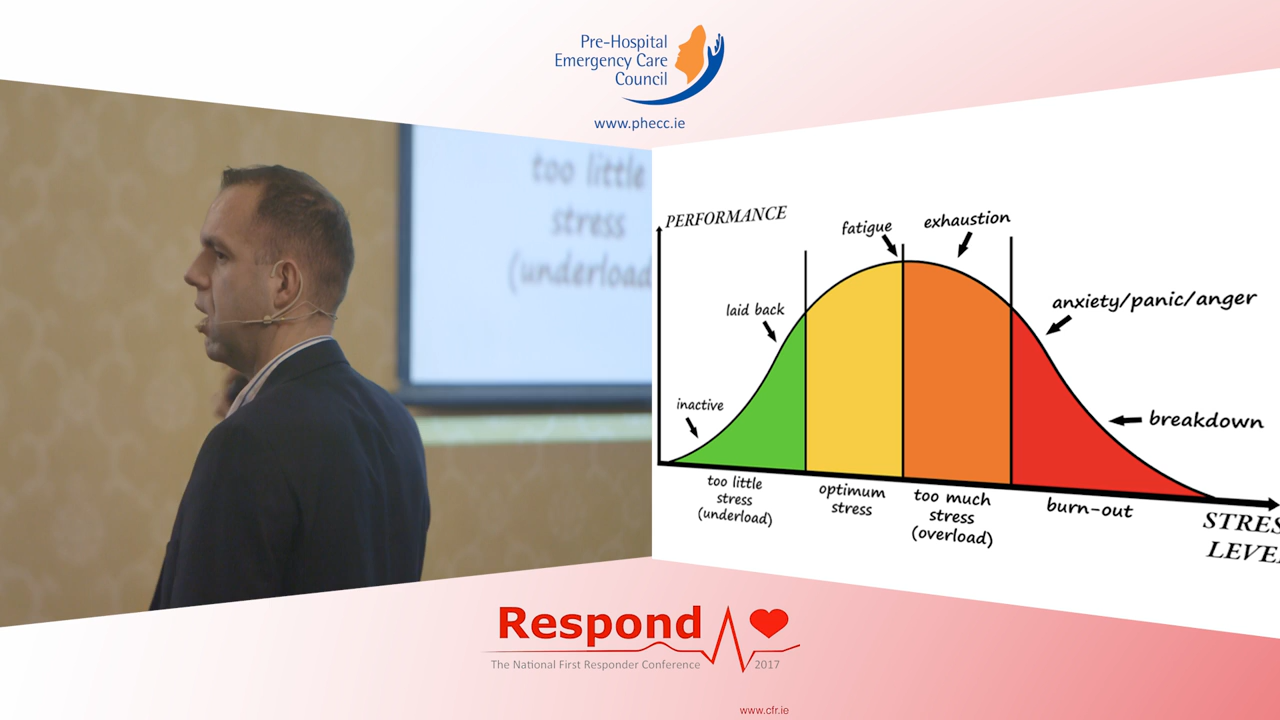 Pre-Hospital
Emergency Care
Council
www.phecc.ie
too little
stress
(underload)
PERFORMANCE
fatigue
exhaustion
laid back
anxiety/panic/anger
inactive
breakdown
too little
stress
(underload)
optimum
stress
too much
stress
(overload)
burn-out
STRES
LEVE
Respond
The National First Responder Conference 2017
www.cfr.ie